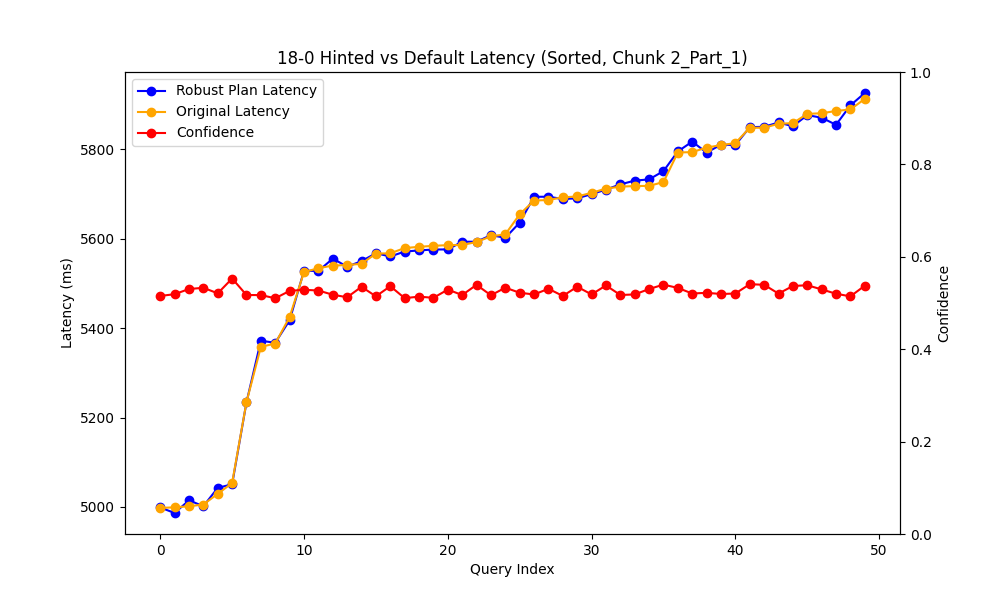 18-0 Hinted vs Default Latency (Sorted, Chunk 2_Part_1)
Robust Plan Latency
Original Latency
Confidence
Latency (ms)
5800
5600
5400
5200
5000
1.0
0.8
0.6
0.4
0.2
0.0
Confidence
0
10
20
30
40
50
Query Index